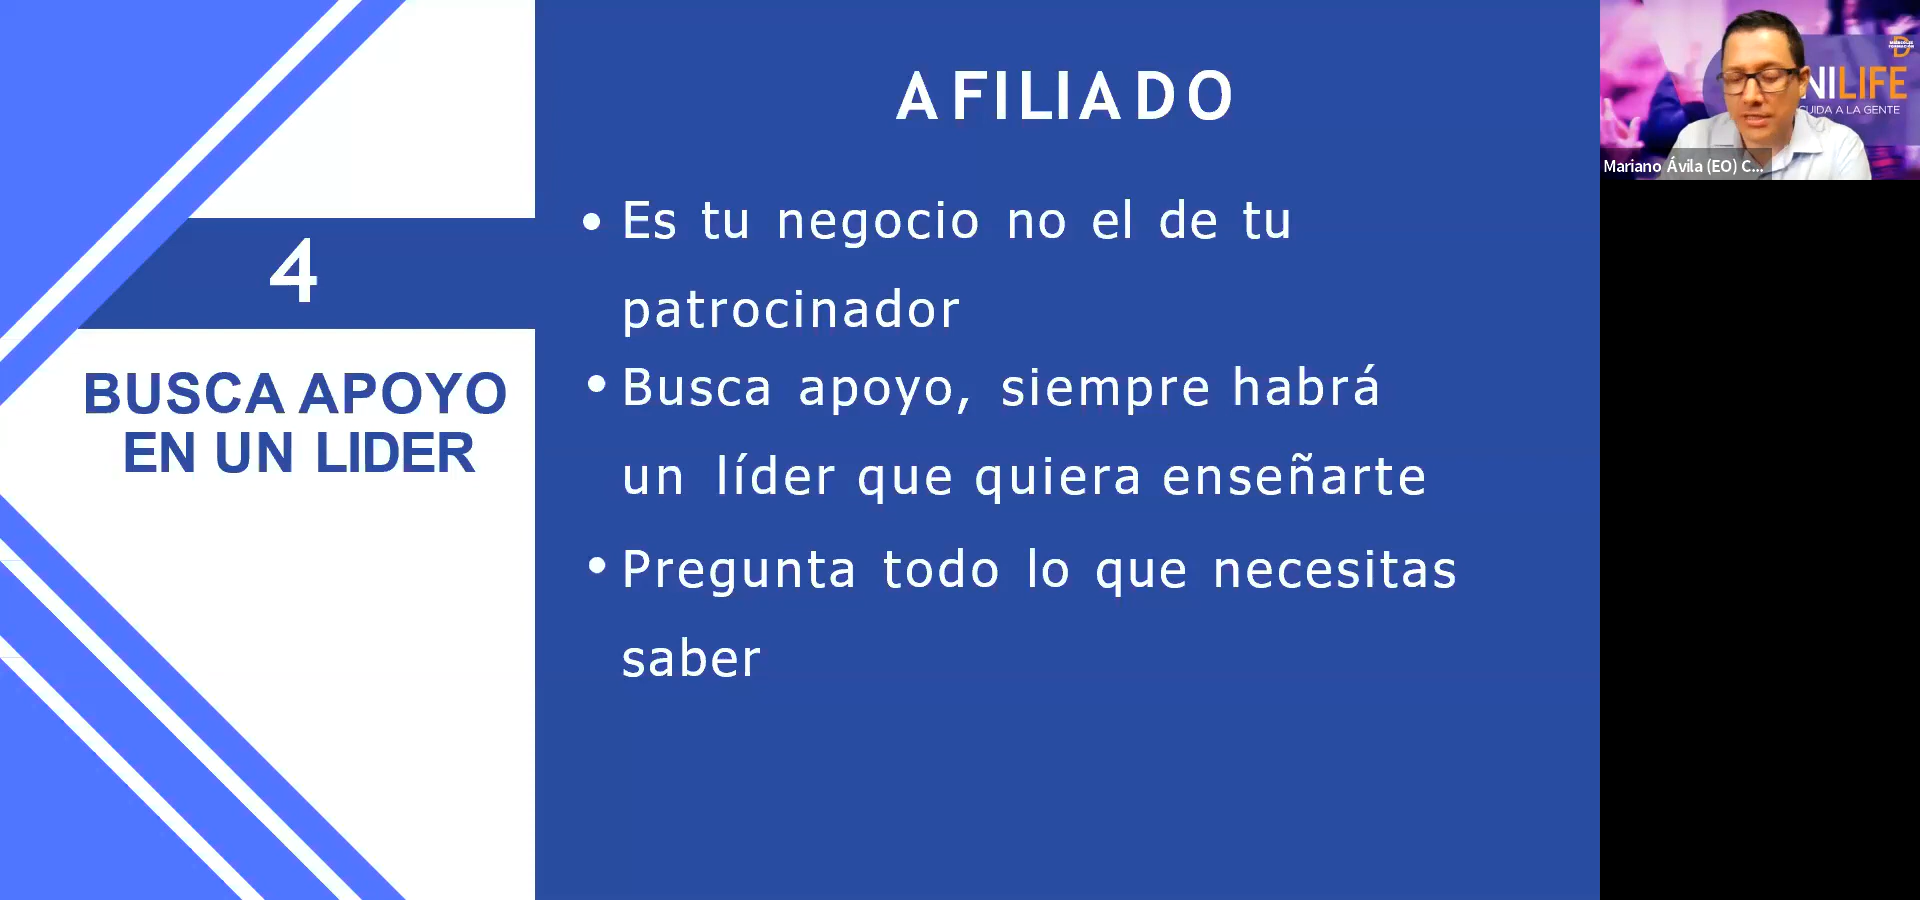 4
BUSCA APOYO
EN UN LIDER
AFILIADO
• Es tu negocio no el de tu
patrocinador
• Busca apoyo, siempre habrá
un líder que quiera enseñarte
• Pregunta todo lo que necesitas
saber
NILIFE
CUIDA A LA GENTE
Mariano Ávila (EO) C...